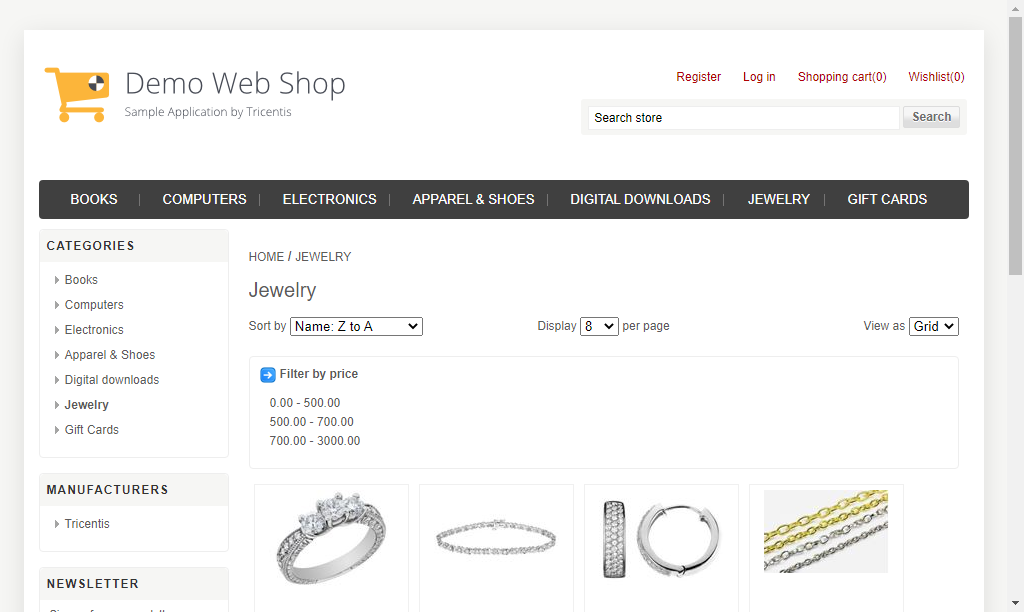 Demo Web Shop
Sample Application by Tricentis
Register Log in Shopping cart(0) Wishlist(0)
Search store Search
BOOKS COMPUTERS ELECTRONICS APPAREL & SHOES DIGITAL DOWNLOADS JEWELRY GIFT CARDS
CATEGORIES
Books
Computers
Electronics
Apparel & Shoes
Digital downloads
Jewelry
Gift Cards
MANUFACTURERS
Tricentis
NEWSLETTER
HOME / JEWELRY
Jewelry
Sort by Name: Z to A Display 8 per page View as Grid
Filter by price
0.00 - 500.00
500.00 - 700.00
700.00 - 3000.00